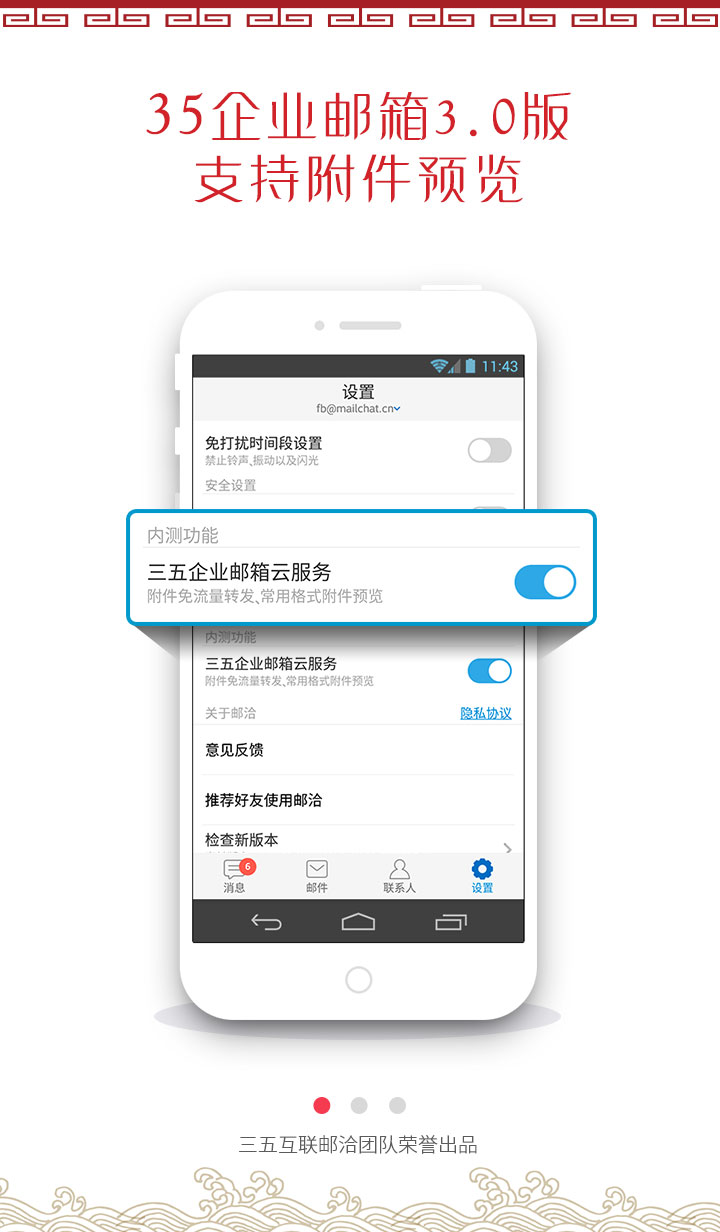 35企业邮箱3.0版
支持附件预览
11:43
设置
fb@mailchat.cn
免打扰时间段设置
禁止铃声、振动以及闪光
安全设置
内测功能
三五企业邮箱云服务
附件免流量转发、常用格式附件预览
内测功能
三五企业邮箱云服务
附件免流量转发、常用格式附件预览
关于邮洽 隐私协议
意见反馈
推荐好友使用邮洽
检查新版本
6
消息 邮件 联系人 设置
三五互联邮洽团队荣誉出品